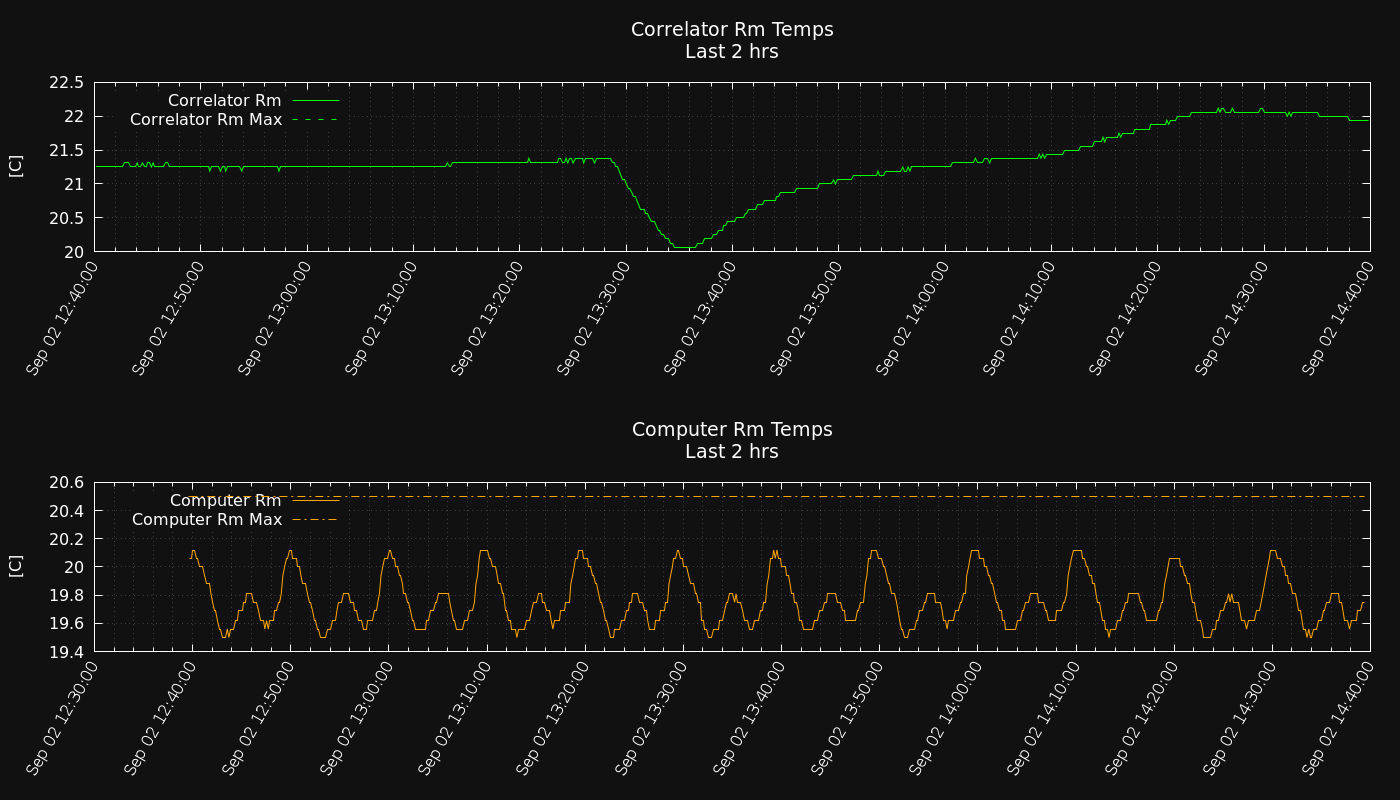 Correlator Rm Temps
Last 2 hrs
22.5
22
21.5
21
20.5
20
[C]
Correlator Rm
Correlator Rm Max
Sep 02 12:40:00
Sep 02 12:50:00
Sep 02 13:00:00
Sep 02 13:10:00
Sep 02 13:20:00
Sep 02 13:30:00
Sep 02 13:40:00
Sep 02 13:50:00
Sep 02 14:00:00
Sep 02 14:10:00
Sep 02 14:20:00
Sep 02 14:30:00
Sep 02 14:40:00
Computer Rm Temps
Last 2 hrs
20.6
20.4
20.2
20
19.8
19.6
19.4
[C]
Computer Rm
Computer Rm Max
Sep 02 12:30:00
Sep 02 12:40:00
Sep 02 12:50:00
Sep 02 13:00:00
Sep 02 13:10:00
Sep 02 13:20:00
Sep 02 13:30:00
Sep 02 13:40:00
Sep 02 13:50:00
Sep 02 14:00:00
Sep 02 14:10:00
Sep 02 14:20:00
Sep 02 14:30:00
Sep 02 14:40:00